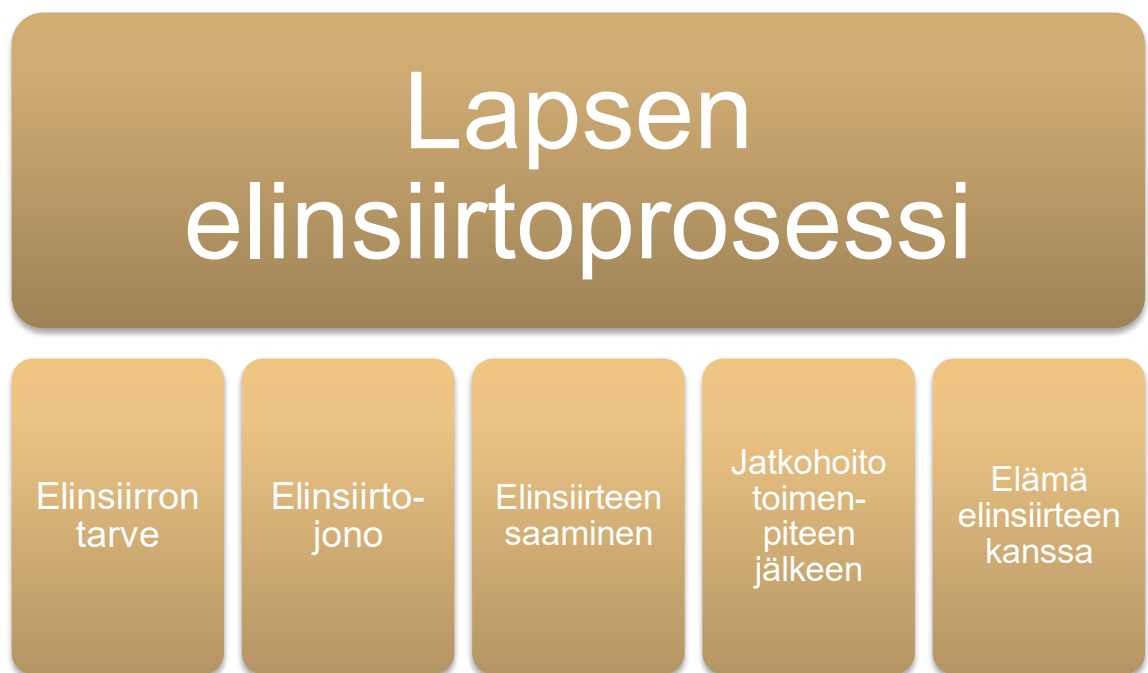 Lapsen
elinsiirtoprosessi
Elinsiirron
tarve
Elinsiirto-
jono
Elinsiirteen
saaminen
Jatkohoito
toimen-
piteen
jälkeen
Elämä
elinsiirteen
kanssa